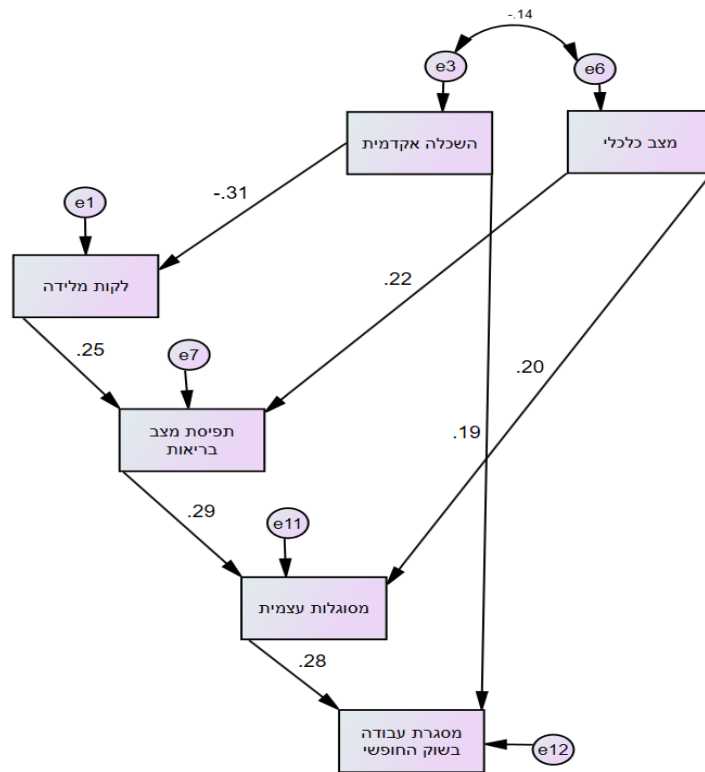 -.14
e3
e6
השכלה אקדמית
מצב כלכלי
-.31
e1
לקות מלידה
.22
.25
e7
.20
תפיסת מצב
בריאות
.19
.29
e11
מסוגלות עצמית
.28
מסגרת עבודה
בשוק החופשי
e12